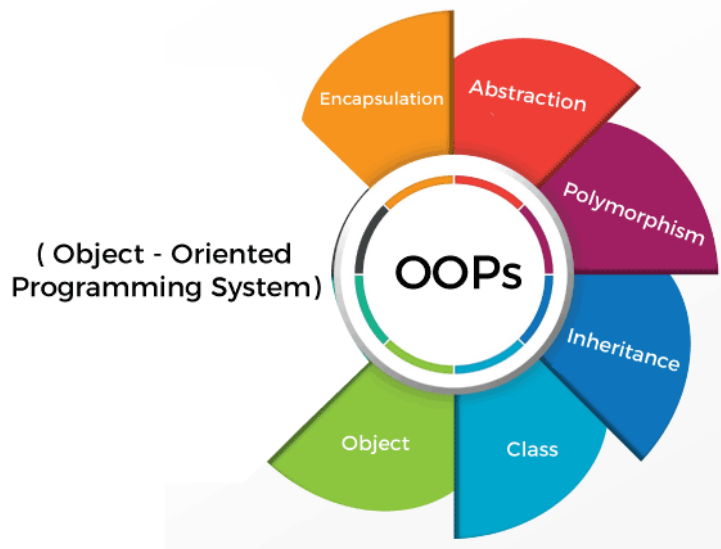 Encapsulation
Abstraction
Polymorphism
( Object - Oriented
Programming System)
OOPs
Inheritance
Object
Class